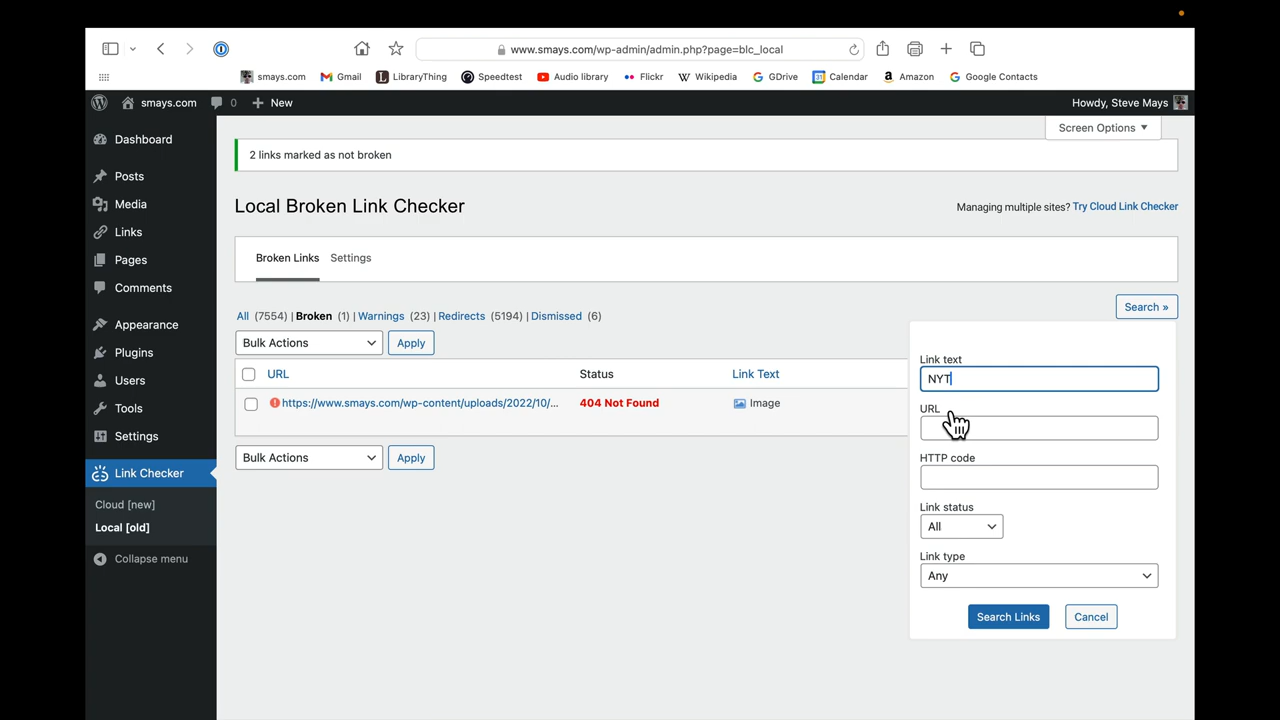 www.smays.com/wp-admin/admin.php?page=blc_local
smays.com Gmail LibraryThing Speedtest Audio library Flickr Wikipedia GDrive Calendar Amazon Google Contacts
smays.com 0 New Howdy, Steve Mays
Screen Options
Dashboard
Posts
Media
Links
Pages
Comments
Appearance
Plugins
Users
Tools
Settings
Link Checker
Cloud [new]
Local [old]
Collapse menu
2 links marked as not broken
Local Broken Link Checker
Managing multiple sites? Try Cloud Link Checker
Broken Links Settings
All (7554) | Broken (1) | Warnings (23) | Redirects (5194) | Dismissed (6)
Search »
Bulk Actions Apply
URL Status Link Text
https://www.smays.com/wp-content/uploads/2022/10/... 404 Not Found Image
Bulk Actions Apply
Link text
NYT
URL
HTTP code
Link status
All
Link type
Any
Search Links Cancel